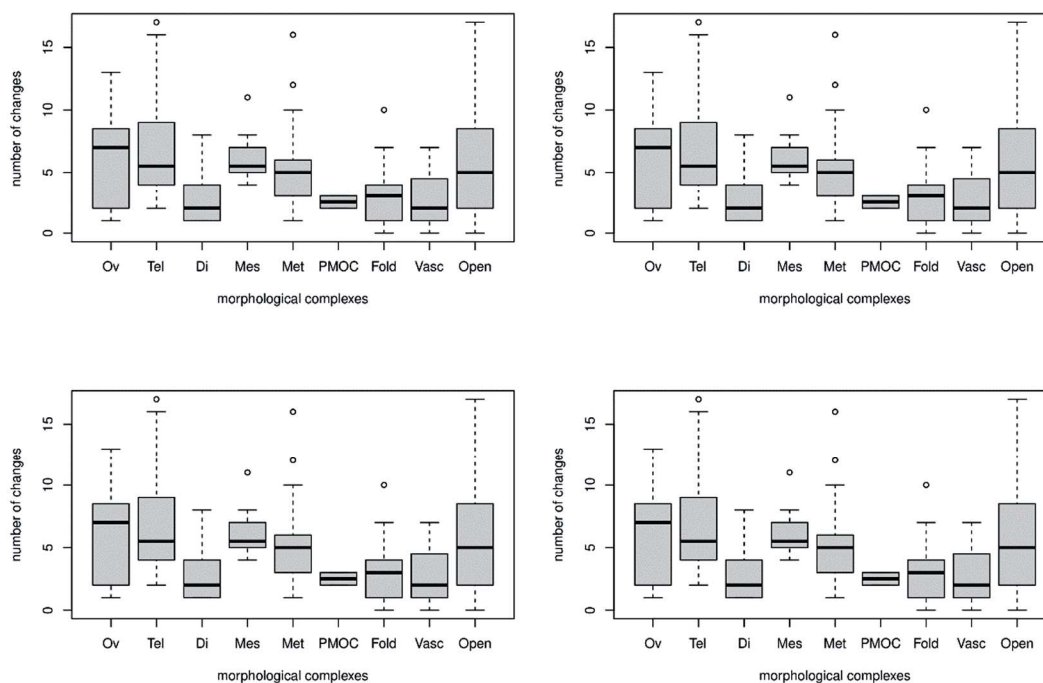 15
10
5
0
number of changes
Ov Tel Di Mes Met PMOC Fold Vasc Open
morphological complexes
15
10
5
0
number of changes
Ov Tel Di Mes Met PMOC Fold Vasc Open
morphological complexes
15
10
5
0
number of changes
Ov Tel Di Mes Met PMOC Fold Vasc Open
morphological complexes
15
10
5
0
number of changes
Ov Tel Di Mes Met PMOC Fold Vasc Open
morphological complexes